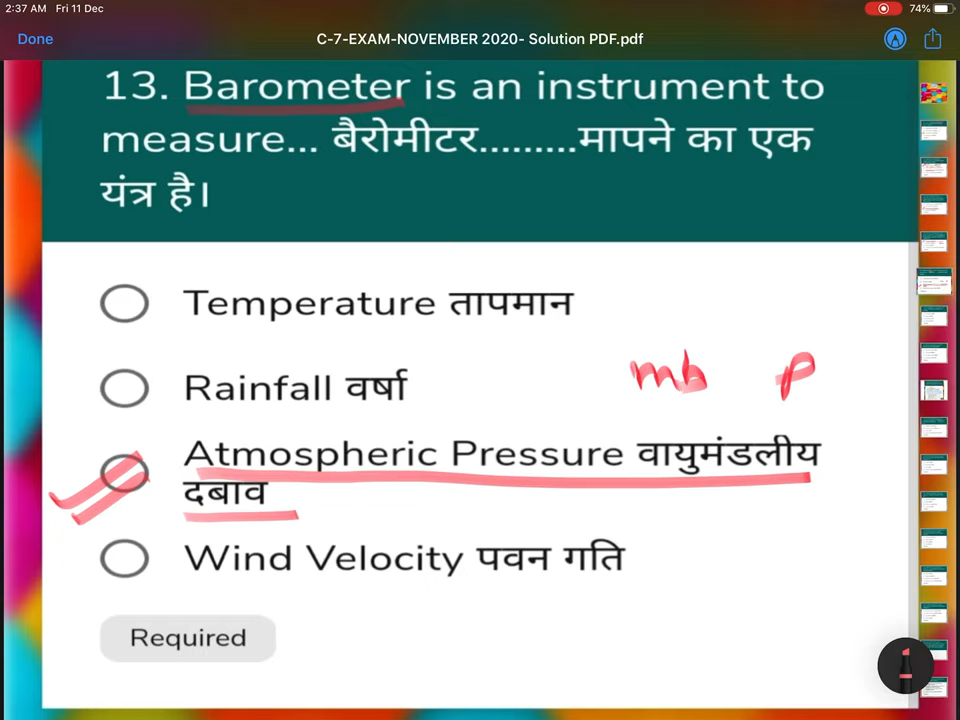 2:37 AM Fri 11 Dec 74%
Done C-7-EXAM-NOVEMBER 2020- Solution PDF.pdf
13. Barometer is an instrument to
measure... बैरोमीटर.........मापने का एक
यंत्र है।
Temperature तापमान
Rainfall वर्षा
mb P
Atmospheric Pressure वायुमंडलीय
दबाव
Wind Velocity पवन गति
Required